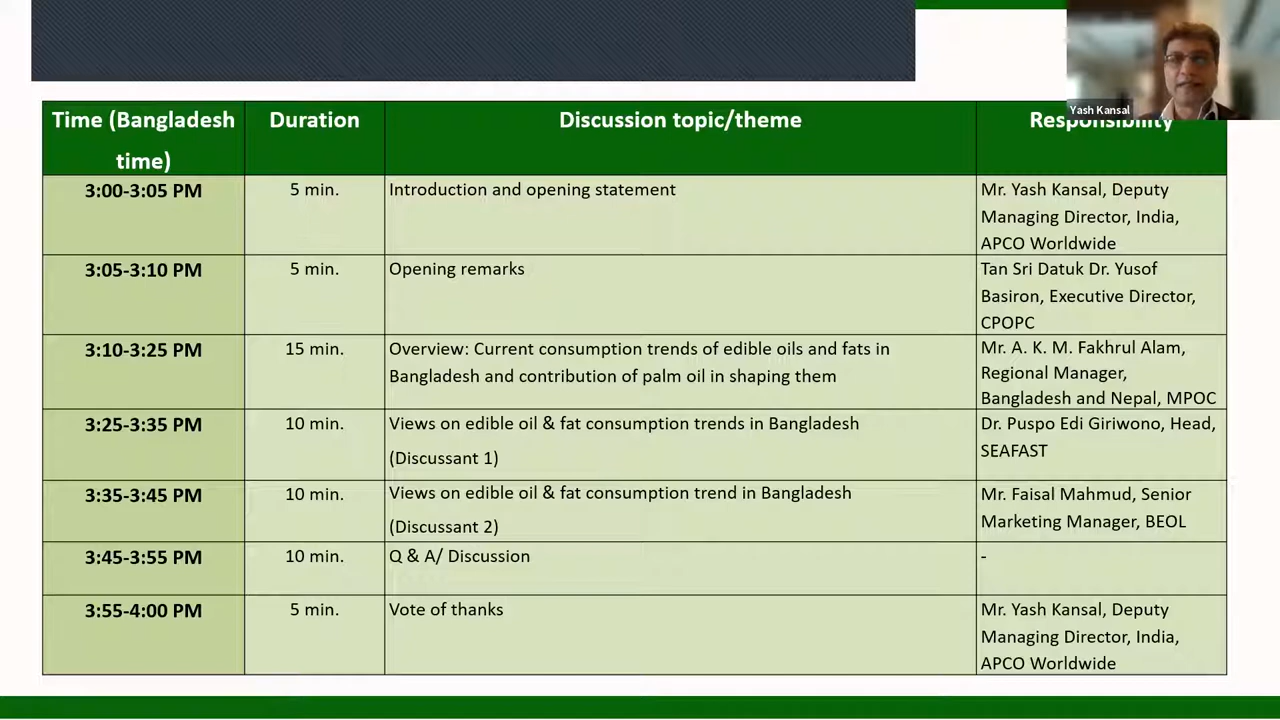 Yash Kansal
Time (Bangladesh
time)
Duration
Discussion topic/theme
Responsibility
3:00-3:05 PM
5 min.
Introduction and opening statement
Mr. Yash Kansal, Deputy
Managing Director, India,
APCO Worldwide
3:05-3:10 PM
5 min.
Opening remarks
Tan Sri Datuk Dr. Yusof
Basiron, Executive Director,
CPOPC
3:10-3:25 PM
15 min.
Overview: Current consumption trends of edible oils and fats in
Bangladesh and contribution of palm oil in shaping them
Mr. A. K. M. Fakhrul Alam,
Regional Manager,
Bangladesh and Nepal, MPOC
3:25-3:35 PM
10 min.
Views on edible oil & fat consumption trends in Bangladesh
(Discussant 1)
Dr. Puspo Edi Giriwono, Head,
SEAFAST
3:35-3:45 PM
10 min.
Views on edible oil & fat consumption trend in Bangladesh
(Discussant 2)
Mr. Faisal Mahmud, Senior
Marketing Manager, BEOL
3:45-3:55 PM
10 min.
Q & A/ Discussion
-
3:55-4:00 PM
5 min.
Vote of thanks
Mr. Yash Kansal, Deputy
Managing Director, India,
APCO Worldwide